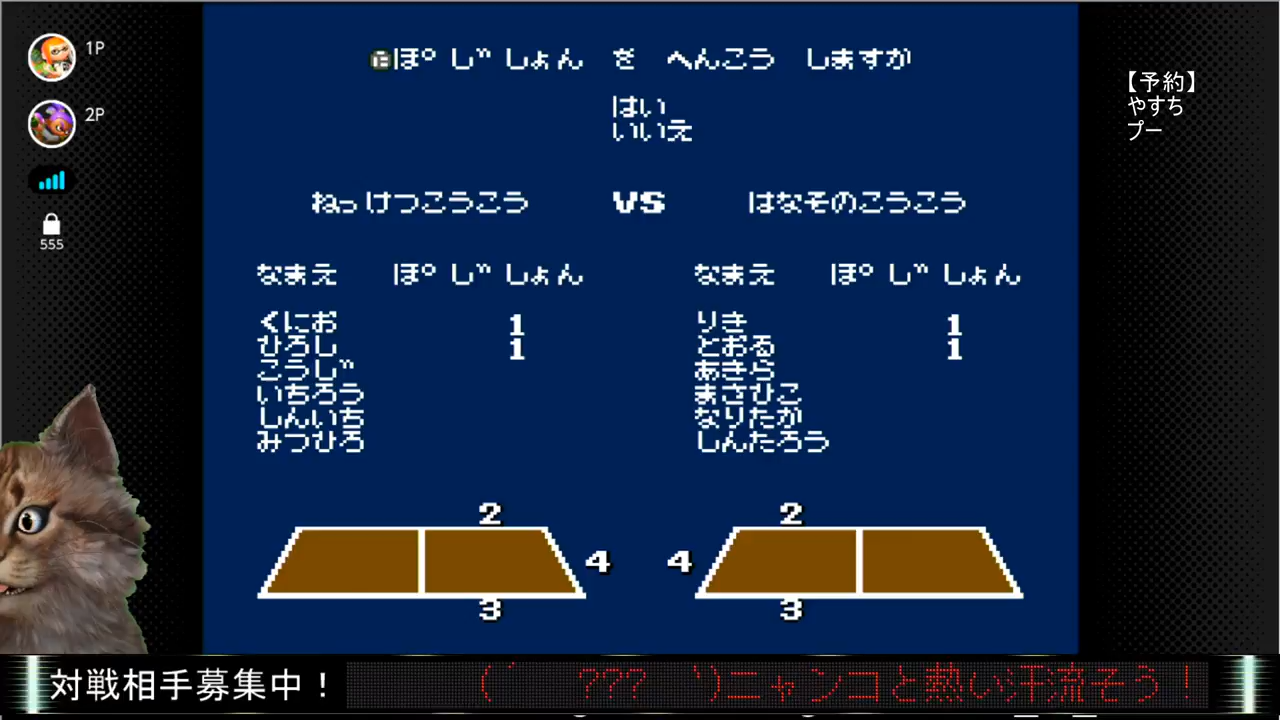 1P
2P
555
ぽじしょん を へんこう しますか
はい
いいえ
ねっけつこうこう VS はなぞのこうこう
なまえ ぽじしょん なまえ ぽじしょん
くにお 1 りき 1
ひろし 1 とおる 1
こうじ あきら
いちろう まさひこ
しんいち なりたか
みつひろ しんたろう
2 2
4 4
3 3
【予約】
やすち
プー
対戦相手募集中！
(´ ??? `)ニャンコと熱い汗流そう！